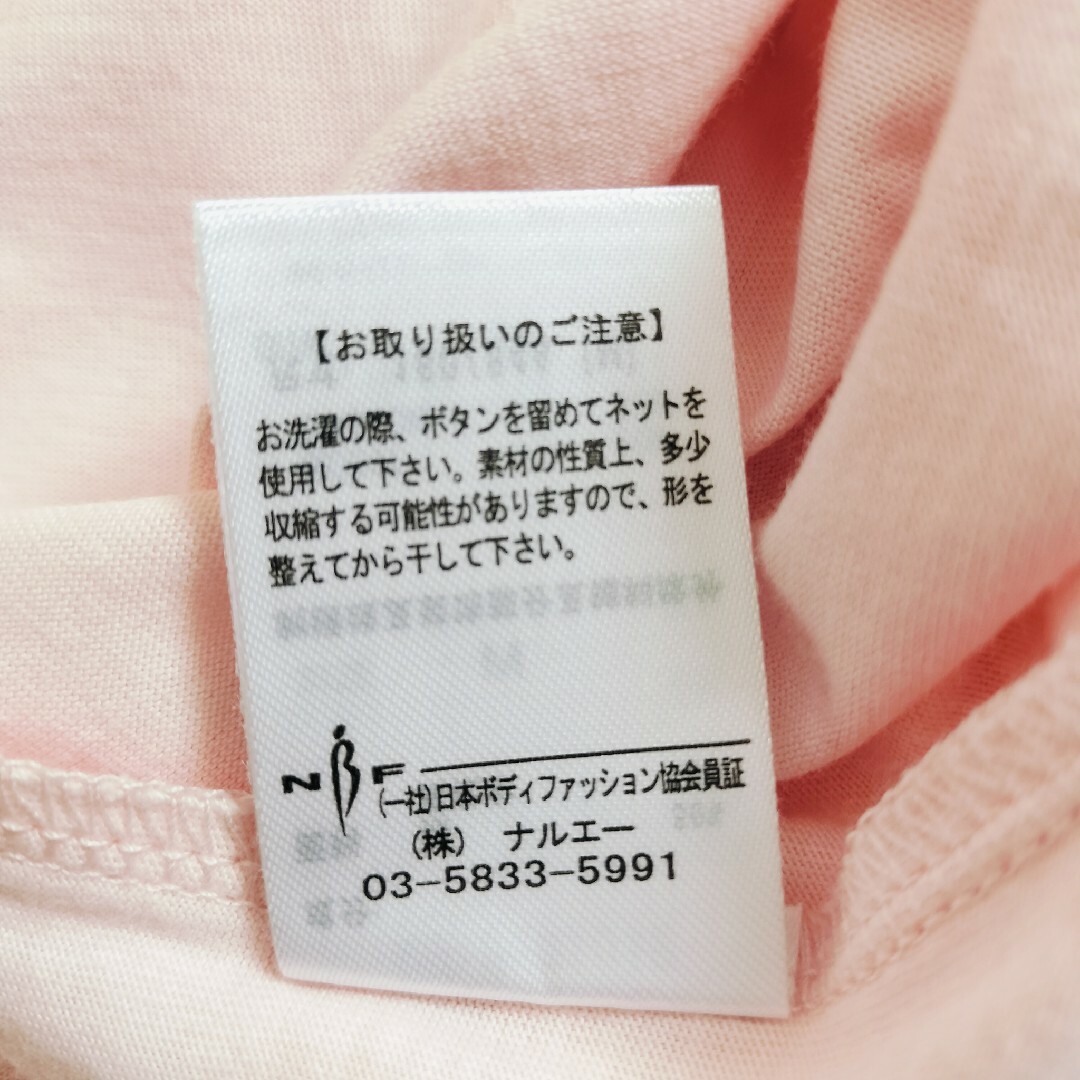 【お取り扱いのご注意】
お洗濯の際、ボタンを留めてネットを
使用して下さい。素材の性質上、多少
収縮する可能性がありますので、形を
整えてから干して下さい。
NBF
(一社)日本ボディファッション協会員証
(株) ナルエー
03-5833-5991